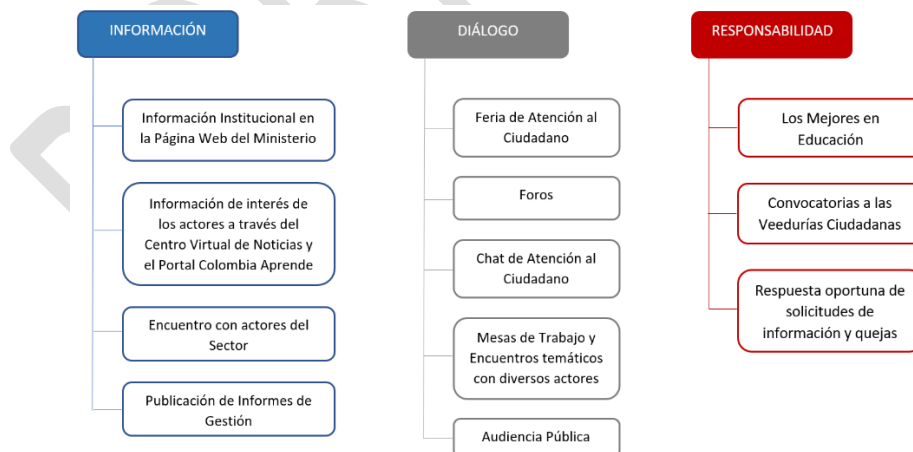 INFORMACIÓN
Información Institucional en
la Página Web del Ministerio
Información de interés de
los actores a través del
Centro Virtual de Noticias y
el Portal Colombia Aprende
Encuentro con actores del
Sector
Publicación de Informes de
Gestión
DIÁLOGO
Feria de Atención al
Ciudadano
Foros
Chat de Atención al
Ciudadano
Mesas de Trabajo y
Encuentros temáticos
con diversos actores
Audiencia Pública
RESPONSABILIDAD
Los Mejores en
Educación
Convocatorias a las
Veedurías Ciudadanas
Respuesta oportuna de
solicitudes de
información y quejas